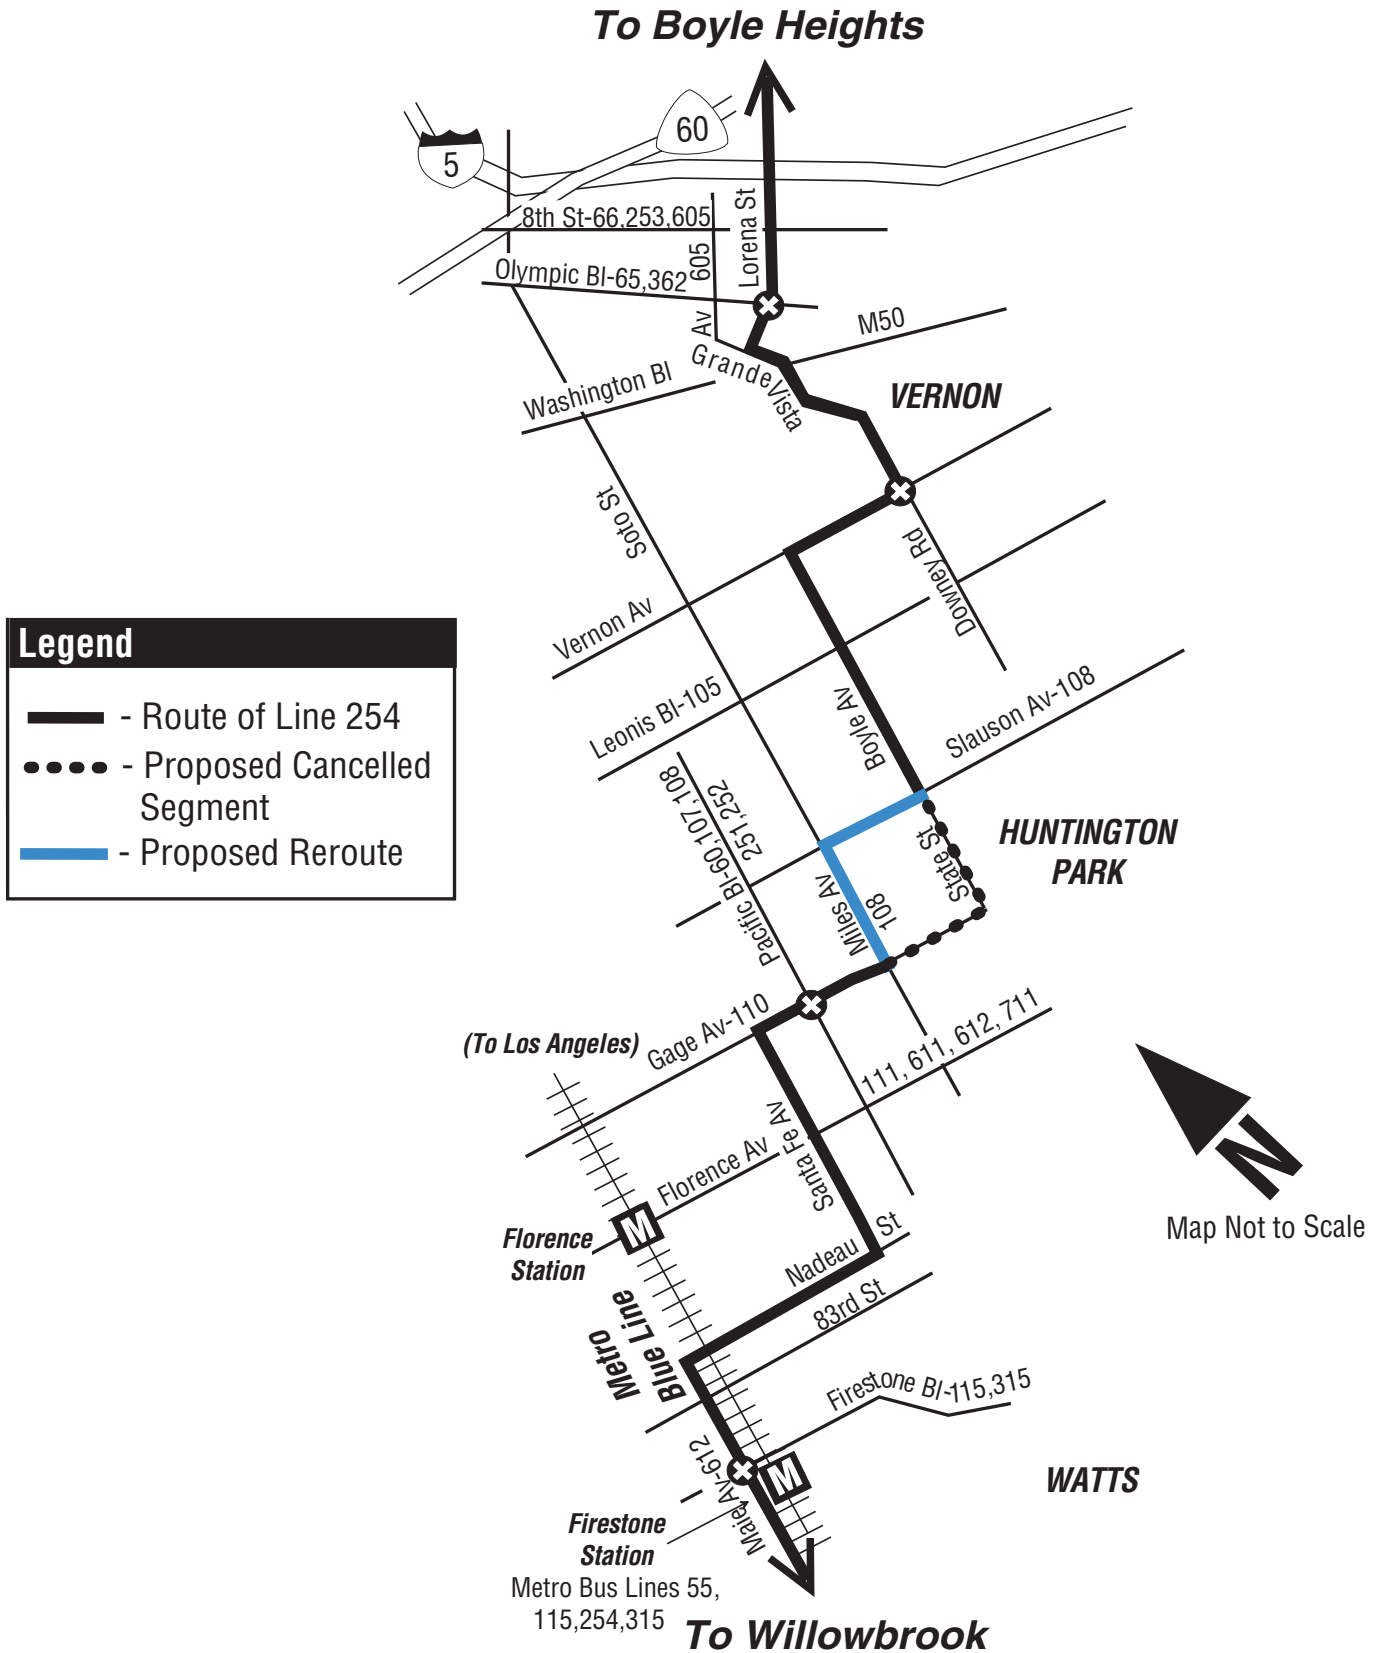 To Boyle Heights
60
5
8th St-66,253,605
Lorena St
605
Av
Olympic Bl-65,362
M50
Grande Vista
Washington Bl
VERNON
Soto St
Downey Rd
Vernon Av
Leonis Bl-105
Boyle Av
Slauson Av-108
Legend
- Route of Line 254
- Proposed Cancelled
Segment
- Proposed Reroute
Pacific Bl-60,107,108
251,252
State St
HUNTINGTON
PARK
Miles Av
108
(To Los Angeles)
Gage Av-110
111, 611, 612, 711
Santa Fe Av
Florence Av
M
Florence
Station
N
Map Not to Scale
Nadeau St
83rd St
Metro
Blue Line
Firestone Bl-115,315
Maie Av-612
M
WATTS
Firestone
Station
Metro Bus Lines 55,
115,254,315
To Willowbrook